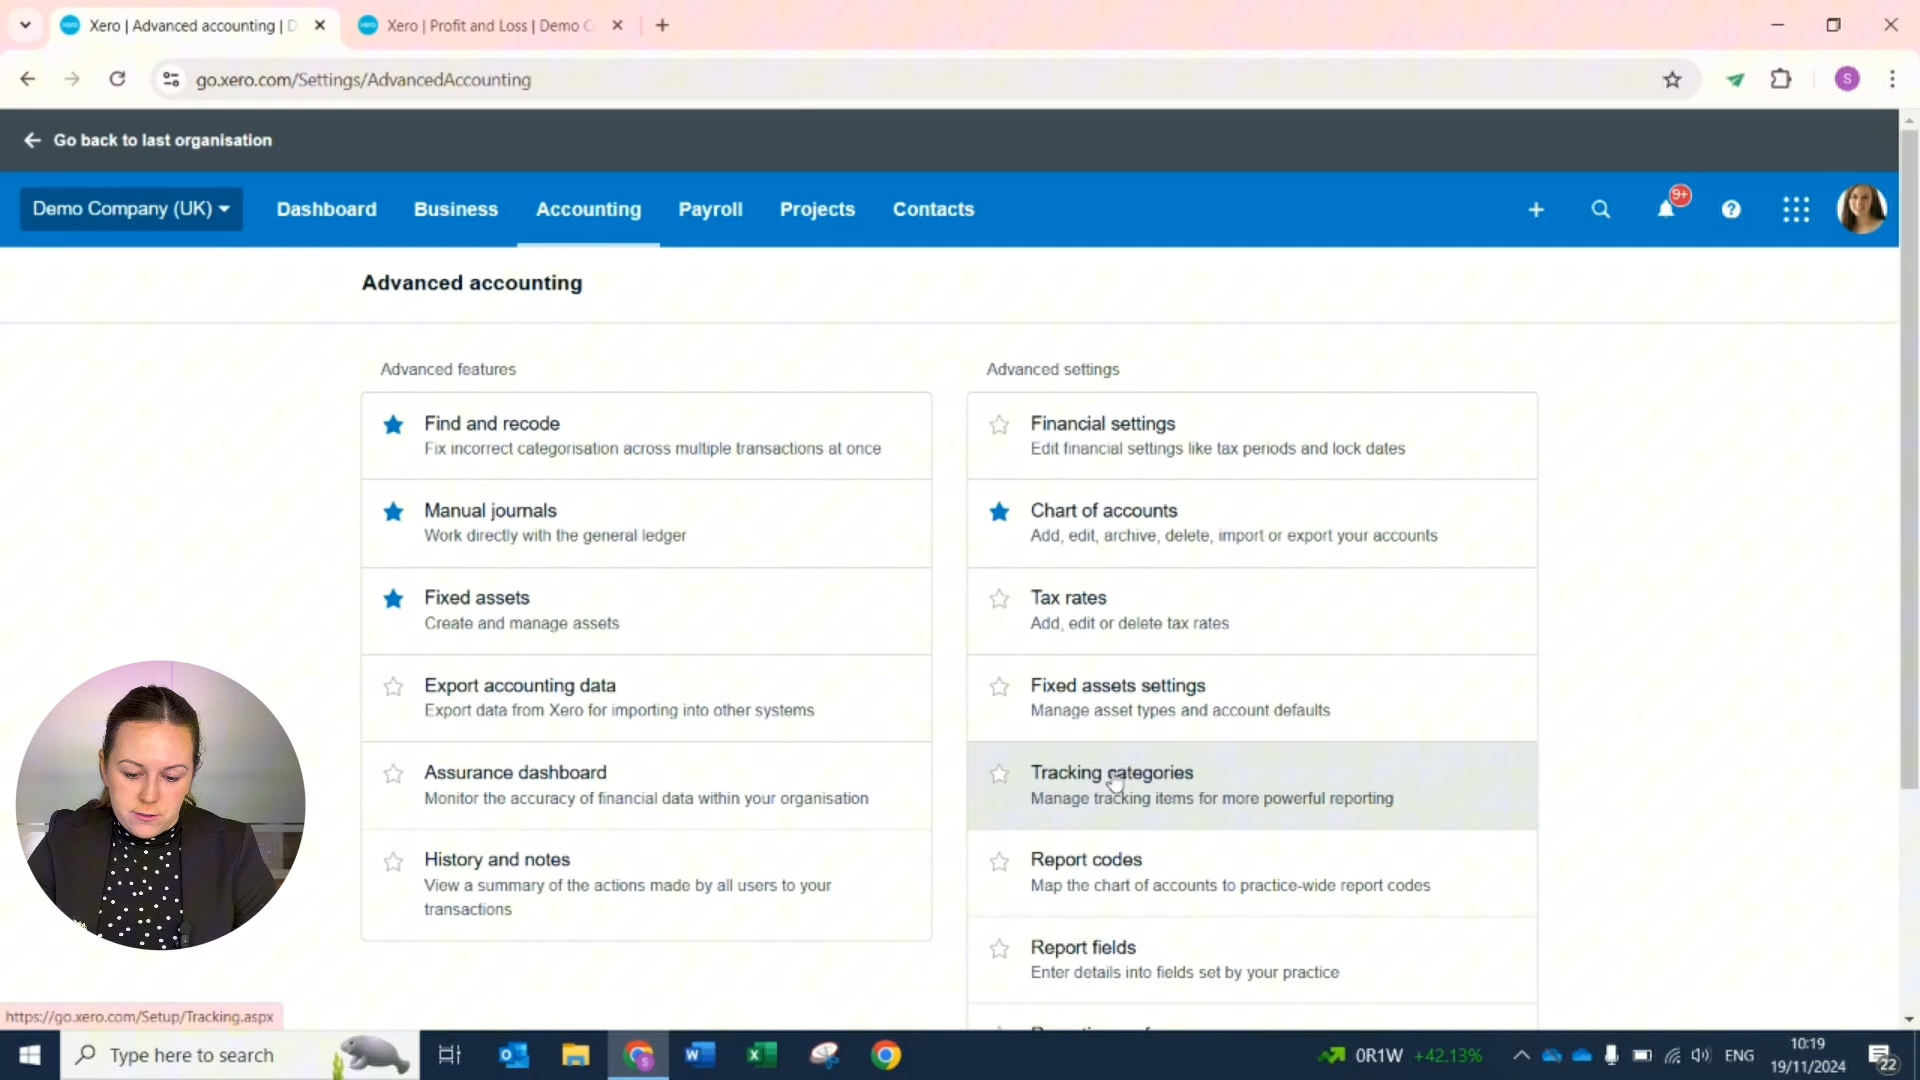 Xero | Advanced accounting | D
Xero | Profit and Loss | Demo C
go.xero.com/Settings/AdvancedAccounting
S
Go back to last organisation
Demo Company (UK)
Dashboard
Business
Accounting
Payroll
Projects
Contacts
9+
Advanced accounting
Advanced features
Find and recode
Fix incorrect categorisation across multiple transactions at once
Manual journals
Work directly with the general ledger
Fixed assets
Create and manage assets
Export accounting data
Export data from Xero for importing into other systems
Assurance dashboard
Monitor the accuracy of financial data within your organisation
History and notes
View a summary of the actions made by all users to your
transactions
Advanced settings
Financial settings
Edit financial settings like tax periods and lock dates
Chart of accounts
Add, edit, archive, delete, import or export your accounts
Tax rates
Add, edit or delete tax rates
Fixed assets settings
Manage asset types and account defaults
Tracking categories
Manage tracking items for more powerful reporting
Report codes
Map the chart of accounts to practice-wide report codes
Report fields
Enter details into fields set by your practice
https://go.xero.com/Setup/Tracking.aspx
Type here to search
0R1W +42.13%
ENG
10:19
19/11/2024
22